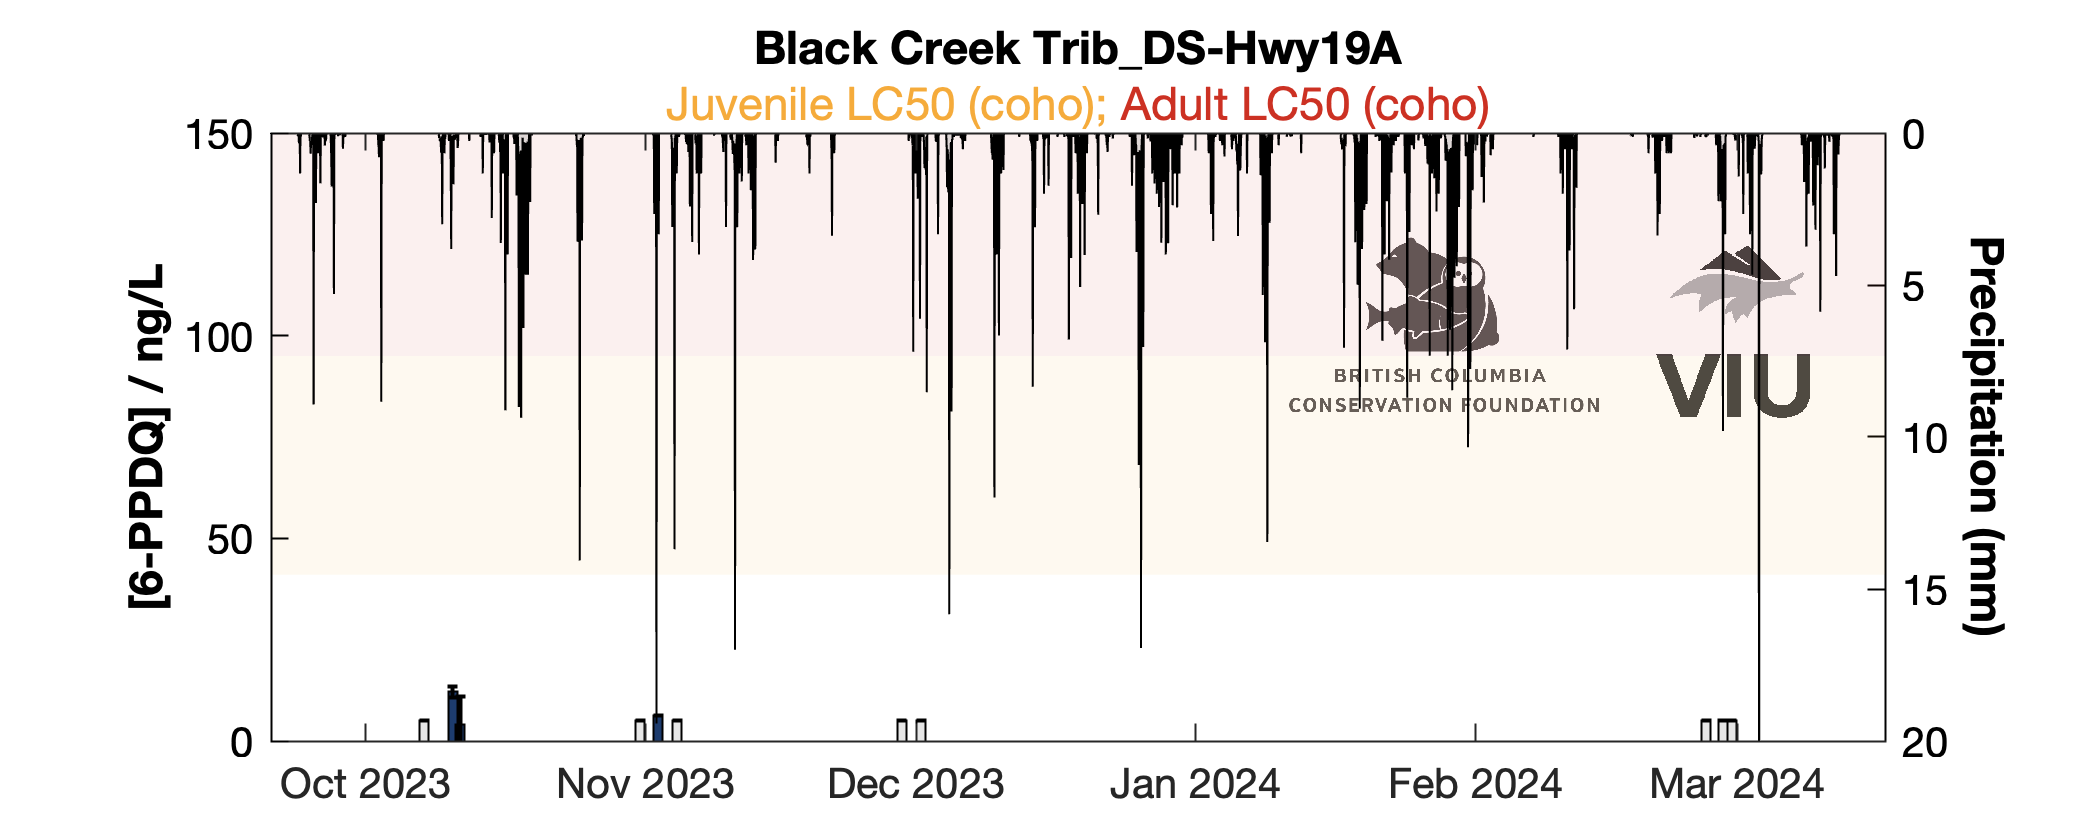 Black Creek Trib_DS-Hwy19A
Juvenile LC50 (coho); Adult LC50 (coho)
150
100
50
0
[6-PPDQ] / ng/L
0
5
10
15
20
Precipitation (mm)
BRITISH COLUMBIA
CONSERVATION FOUNDATION
VIU
Oct 2023
Nov 2023
Dec 2023
Jan 2024
Feb 2024
Mar 2024